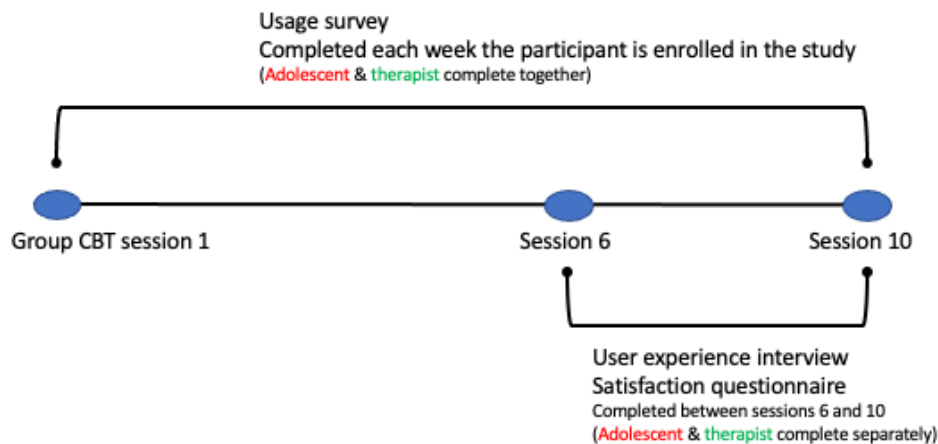 Usage survey
Completed each week the participant is enrolled in the study
(Adolescent & therapist complete together)
Group CBT session 1
Session 6
Session 10
User experience interview
Satisfaction questionnaire
Completed between sessions 6 and 10
(Adolescent & therapist complete separately)